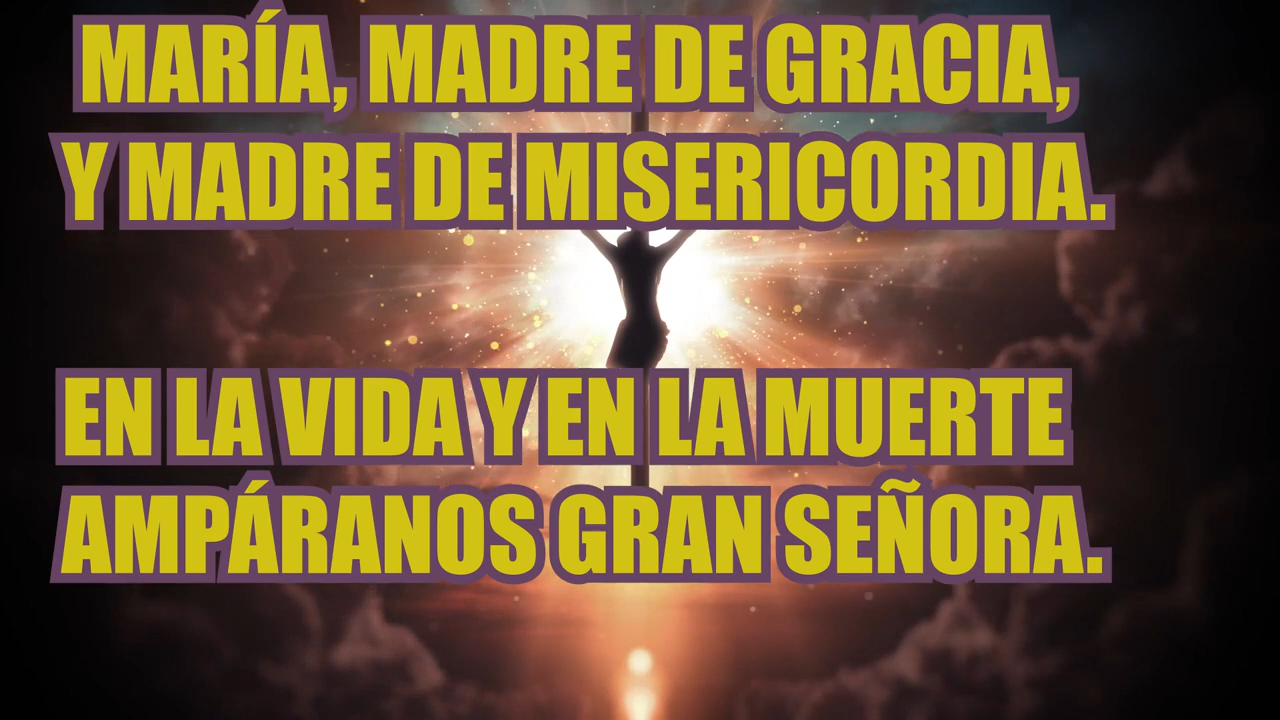 MARÍA, MADRE DE GRACIA,
Y MADRE DE MISERICORDIA.
EN LA VIDA Y EN LA MUERTE
AMPÁRANOS GRAN SEÑORA.